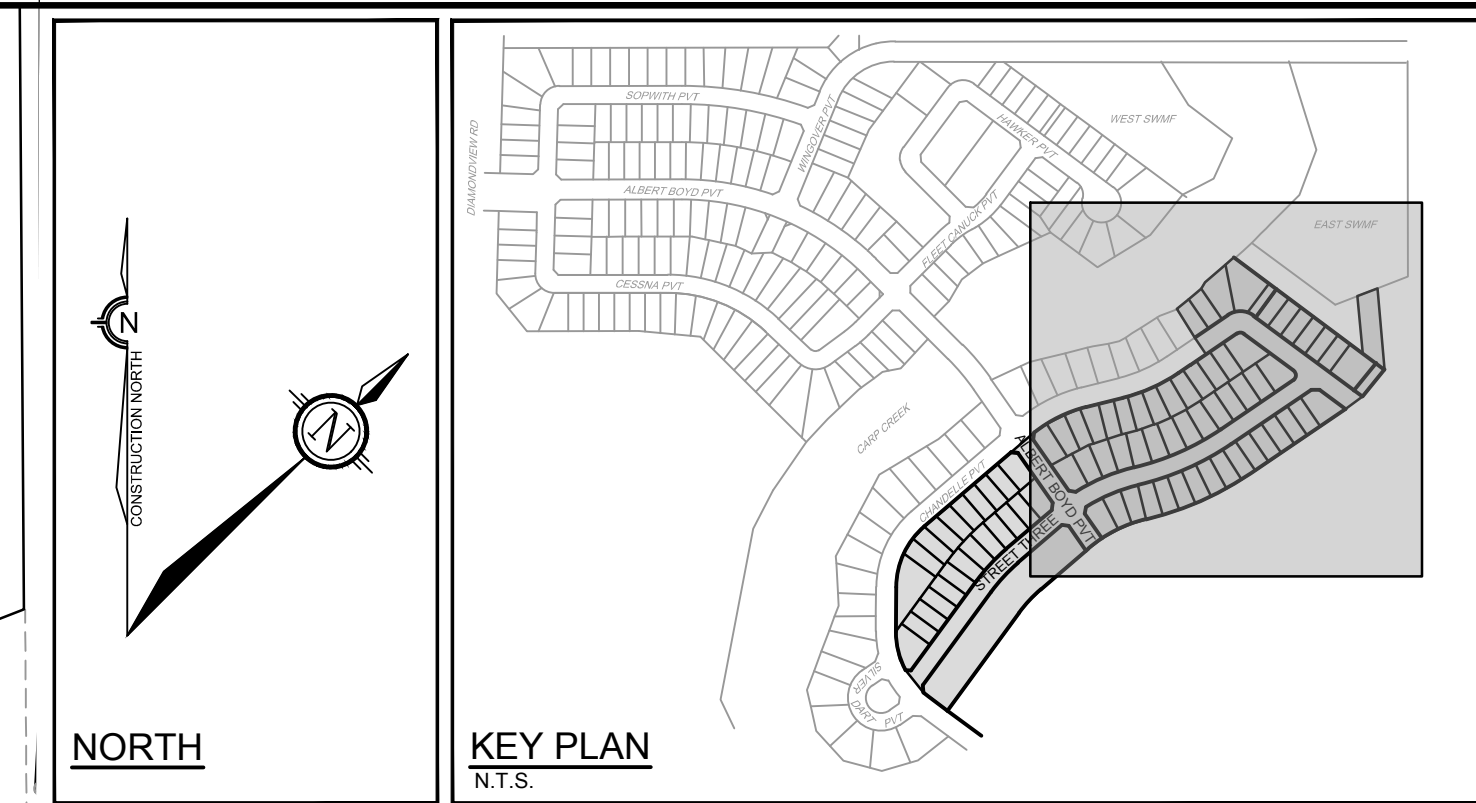 N
CONSTRUCTION NORTH
N
NORTH
SOPWITH PVT
WINGOVER PVT
HAWKER PVT
WEST SWMF
DIAMONDVIEW RD
ALBERT BOYD PVT
FLEET CANUCK PVT
EAST SWMF
CESSNA PVT
CARP CREEK
CHANDELLE PVT
ALBERT BOYD PVT
STREET THREE
SILVER
DART PVT
KEY PLAN
N.T.S.